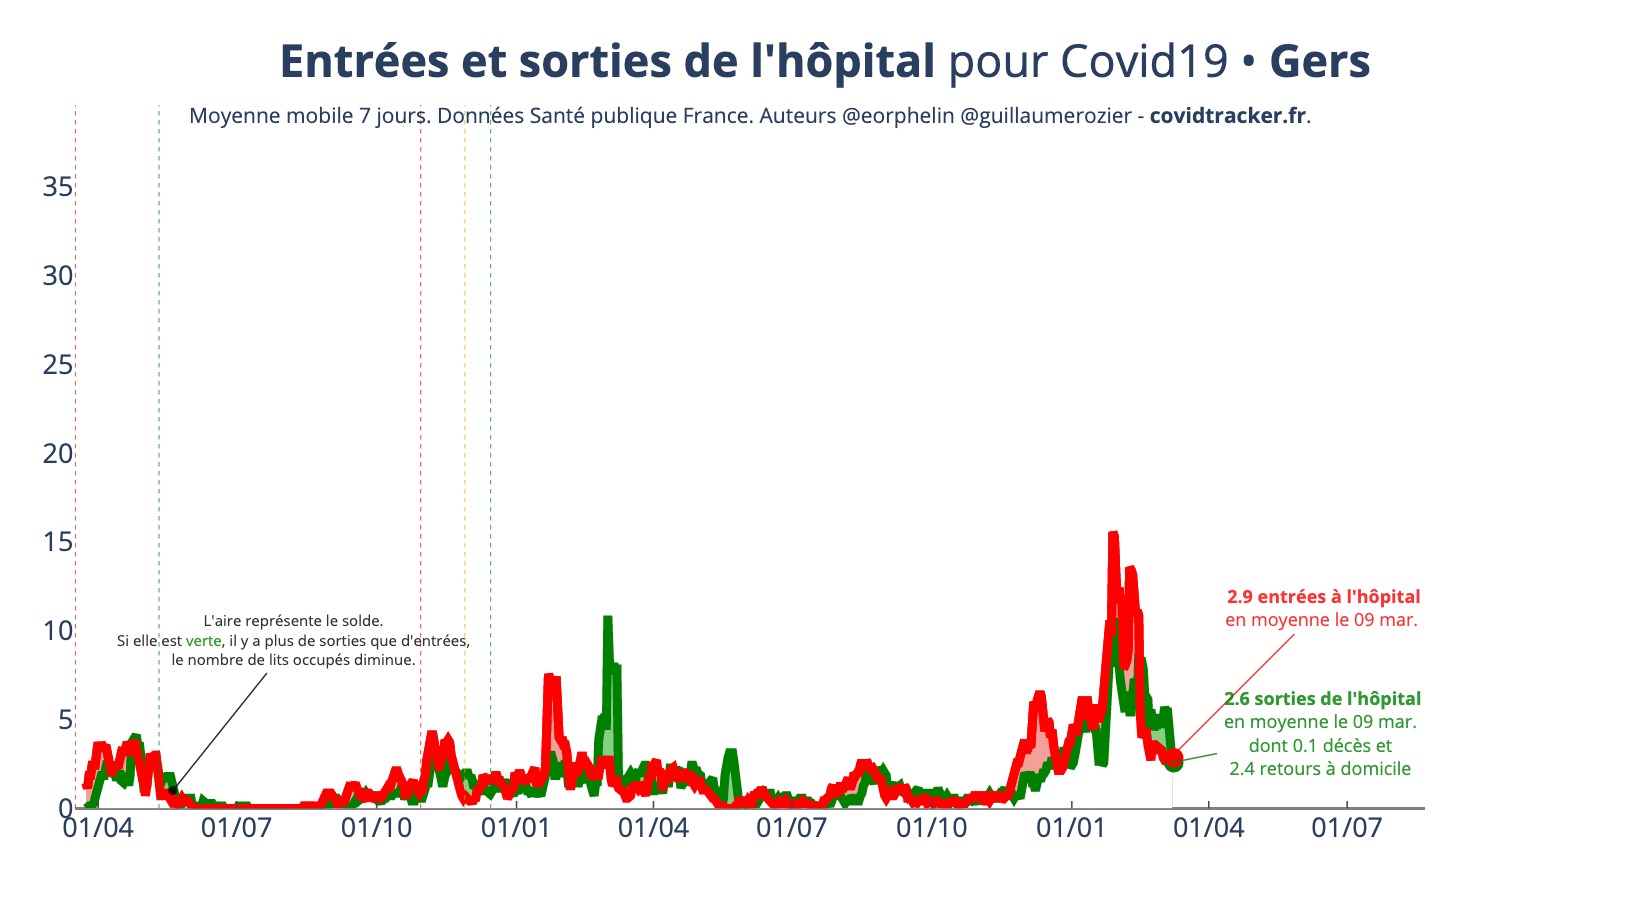 Entrées et sorties de l'hôpital pour Covid19 • Gers
Moyenne mobile 7 jours. Données Santé publique France. Auteurs @eorphelin @guillaumerozier - covidtracker.fr.
35
30
25
20
15
10
5
0
L'aire représente le solde.
Si elle est verte, il y a plus de sorties que d'entrées,
le nombre de lits occupés diminue.
2.9 entrées à l'hôpital
en moyenne le 09 mar.
2.6 sorties de l'hôpital
en moyenne le 09 mar.
dont 0.1 décès et
2.4 retours à domicile
01/04 01/07 01/10 01/01 01/04 01/07 01/10 01/01 01/04 01/07